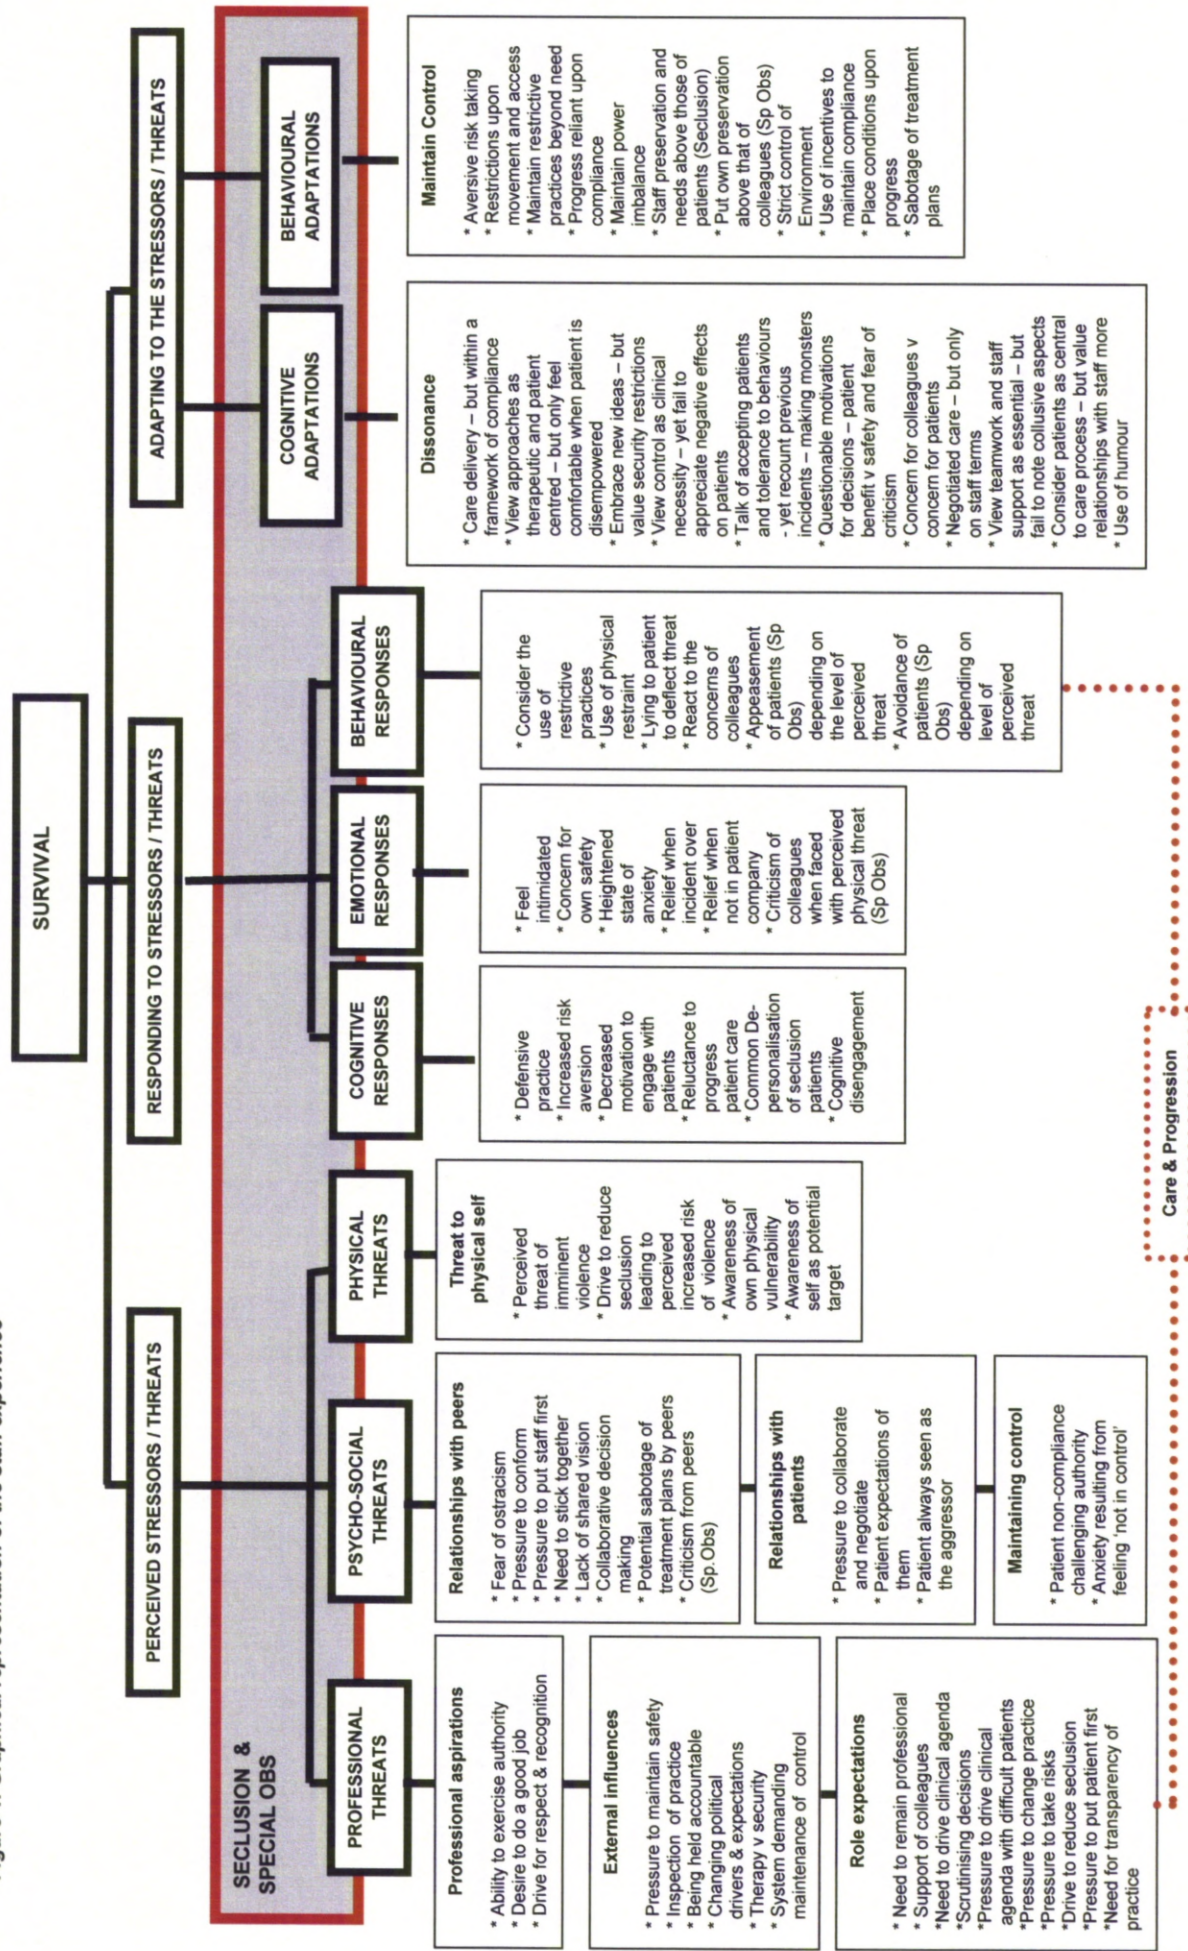 SURVIVAL
PERCEIVED STRESSORS / THREATS
RESPONDING TO STRESSORS / THREATS
ADAPTING TO THE STRESSORS / THREATS
SECLUSION &
SPECIAL OBS
PROFESSIONAL
THREATS
PSYCHO-SOCIAL
THREATS
PHYSICAL
THREATS
COGNITIVE
RESPONSES
EMOTIONAL
RESPONSES
BEHAVIOURAL
RESPONSES
COGNITIVE
ADAPTATIONS
BEHAVIOURAL
ADAPTATIONS
Professional aspirations
* Ability to exercise authority
* Desire to do a good job
* Drive for respect & recognition
External influences
* Pressure to maintain safety
* Inspection of practice
* Being held accountable
* Changing political
drivers & expectations
* Therapy v security
* System demanding
maintenance of control
Role expectations
* Need to remain professional
* Support of colleagues
*Need to drive clinical agenda
*Scrutinising decisions
*Pressure to drive clinical
agenda with difficult patients
*Pressure to change practice
*Pressure to take risks
*Drive to reduce seclusion
*Pressure to put patient first
*Need for transparency of
practice
Relationships with peers
* Fear of ostracism
* Pressure to conform
* Pressure to put staff first
* Need to stick together
* Lack of shared vision
* Collaborative decision
making
* Potential sabotage of
treatment plans by peers
* Criticism from peers
(Sp.Obs)
Relationships with
patients
* Pressure to collaborate
and negotiate
* Patient expectations of
them
* Patient always seen as
the aggressor
Maintaining control
* Patient non-compliance
challenging authority
* Anxiety resulting from
feeling 'not in control'
Threat to
physical self
* Perceived
threat of
imminent
violence
* Drive to reduce
seclusion
leading to
perceived
increased risk
of violence
* Awareness of
own physical
vulnerability
* Awareness of
self as potential
target
* Defensive
practice
* Increased risk
aversion
* Decreased
motivation to
engage with
patients
* Reluctance to
progress
patient care
* Common De-
personalisation
of seclusion
patients
* Cognitive
disengagement
* Feel
intimidated
* Concern for
own safety
* Heightened
state of
anxiety
* Relief when
incident over
* Relief when
not in patient
company
* Criticism of
colleagues
when faced
with perceived
physical threat
(Sp Obs)
* Consider the
use of
restrictive
practices
* Use of physical
restraint
* Lying to patient
to deflect threat
* React to the
concerns of
colleagues
* Appeasement
of patients (Sp
Obs)
depending on
the level of
perceived
threat
* Avoidance of
patients (Sp
Obs)
depending on
level of
perceived
threat
Dissonance
* Care delivery – but within a
framework of compliance
* View approaches as
therapeutic and patient
centred – but only feel
comfortable when patient is
disempowered
* Embrace new ideas – but
value security restrictions
* View control as clinical
necessity – yet fail to
appreciate negative effects
on patients
* Talk of accepting patients
and tolerance to behaviours
- yet recount previous
incidents – making monsters
* Questionable motivations
for decisions – patient
benefit v safety and fear of
criticism
* Concern for colleagues v
concern for patients
* Negotiated care – but only
on staff terms
* View teamwork and staff
support as essential – but
fail to note collusive aspects
* Consider patients as central
to care process – but value
relationships with staff more
* Use of humour
Maintain Control
* Aversive risk taking
* Restrictions upon
movement and access
* Maintain restrictive
practices beyond need
* Progress reliant upon
compliance
* Maintain power
imbalance
* Staff preservation and
needs above those of
patients (Seclusion)
* Put own preservation
above that of
colleagues (Sp Obs)
* Strict control of
Environment
* Use of incentives to
maintain compliance
* Place conditions upon
progress
* Sabotage of treatment
plans
Care & Progression